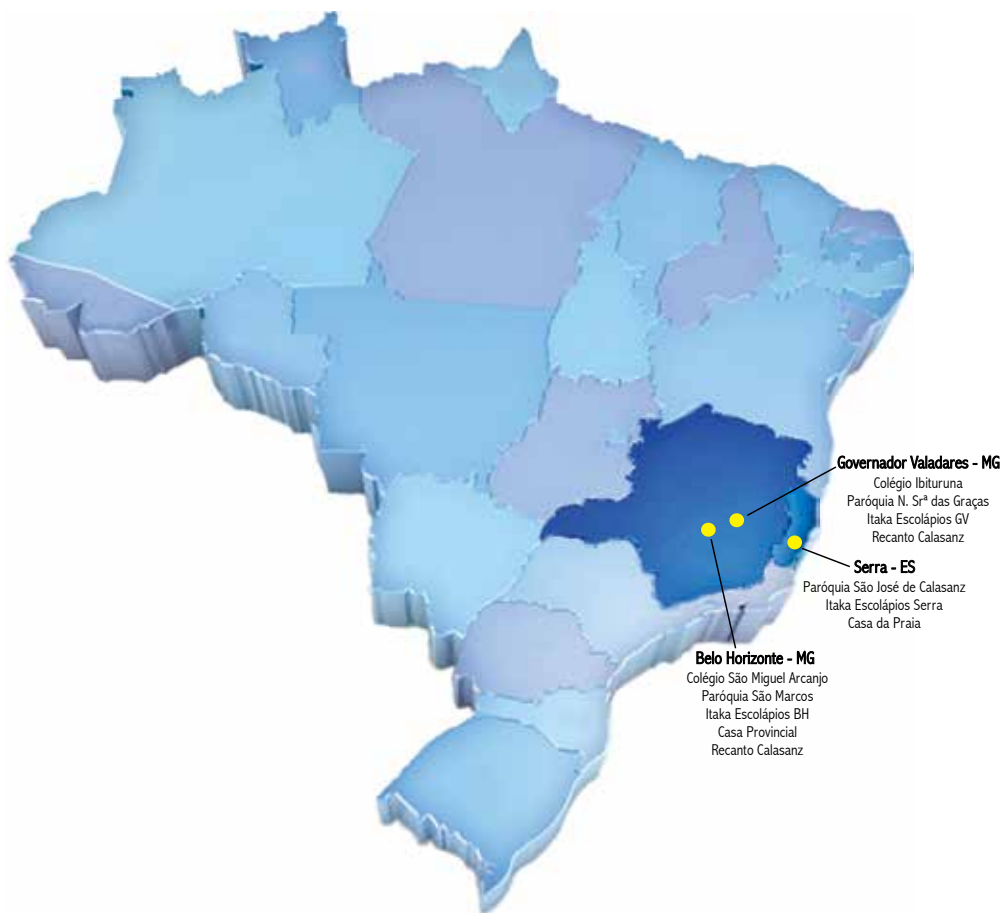 Governador Valadares - MG
Colégio Ibituruna
Paróquia N. Srª das Graças
Itaka Escolápios GV
Recanto Calasanz
Serra - ES
Paróquia São José de Calasanz
Itaka Escolápios Serra
Casa da Praia
Belo Horizonte - MG
Colégio São Miguel Arcanjo
Paróquia São Marcos
Itaka Escolápios BH
Casa Provincial
Recanto Calasanz